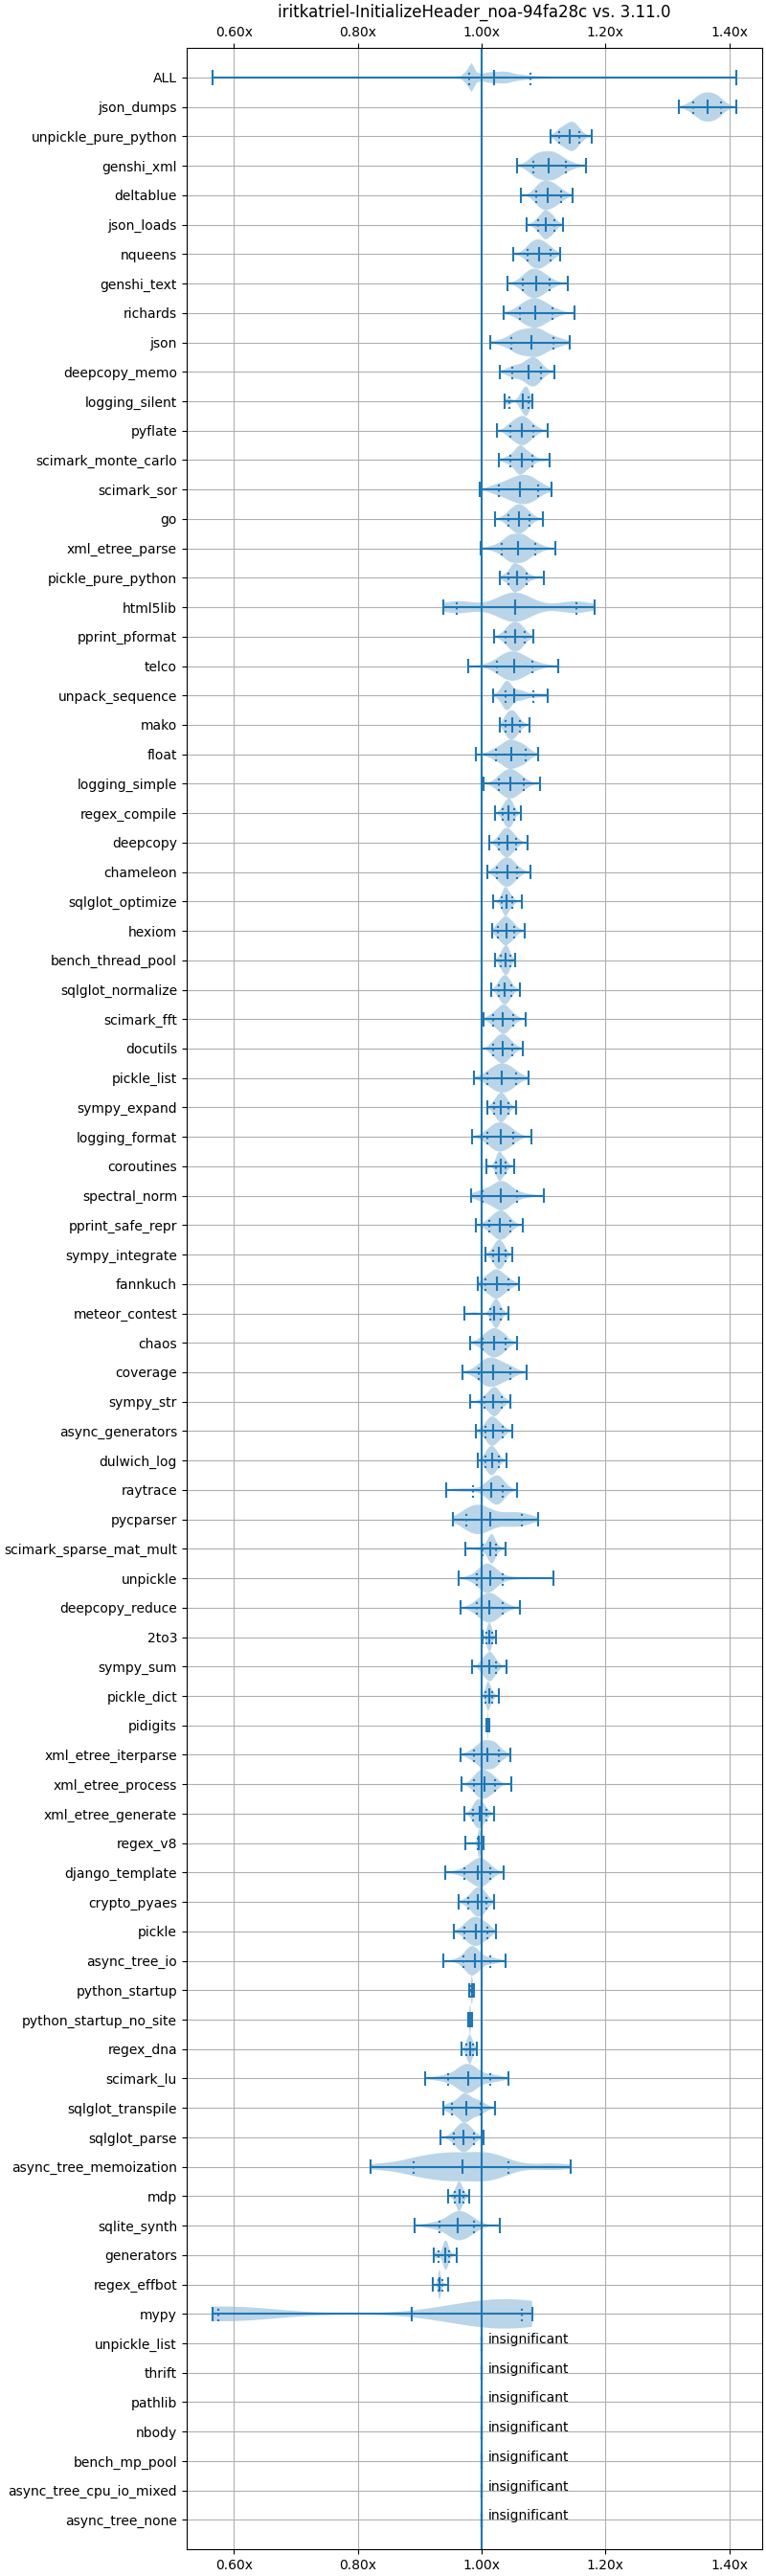 iritkatriel-InitializeHeader_noa-94fa28c vs. 3.11.0
0.60x 0.80x 1.00x 1.20x 1.40x
ALL
json_dumps
unpickle_pure_python
genshi_xml
deltablue
json_loads
nqueens
genshi_text
richards
json
deepcopy_memo
logging_silent
pyflate
scimark_monte_carlo
scimark_sor
go
xml_etree_parse
pickle_pure_python
html5lib
pprint_pformat
telco
unpack_sequence
mako
float
logging_simple
regex_compile
deepcopy
chameleon
sqlglot_optimize
hexiom
bench_thread_pool
sqlglot_normalize
scimark_fft
docutils
pickle_list
sympy_expand
logging_format
coroutines
spectral_norm
pprint_safe_repr
sympy_integrate
fannkuch
meteor_contest
chaos
coverage
sympy_str
async_generators
dulwich_log
raytrace
pycparser
scimark_sparse_mat_mult
unpickle
deepcopy_reduce
2to3
sympy_sum
pickle_dict
pidigits
xml_etree_iterparse
xml_etree_process
xml_etree_generate
regex_v8
django_template
crypto_pyaes
pickle
async_tree_io
python_startup
python_startup_no_site
regex_dna
scimark_lu
sqlglot_transpile
sqlglot_parse
async_tree_memoization
mdp
sqlite_synth
generators
regex_effbot
mypy
unpickle_list insignificant
thrift insignificant
pathlib insignificant
nbody insignificant
bench_mp_pool insignificant
async_tree_cpu_io_mixed insignificant
async_tree_none insignificant
0.60x 0.80x 1.00x 1.20x 1.40x